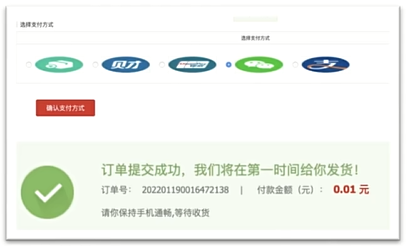 选择支付方式
选择支付方式
确认支付方式
订单提交成功，我们将在第一时间给你发货！
订单号： 202201190016472138 | 付款金额（元）： 0.01 元
请你保持手机通畅,等待收货